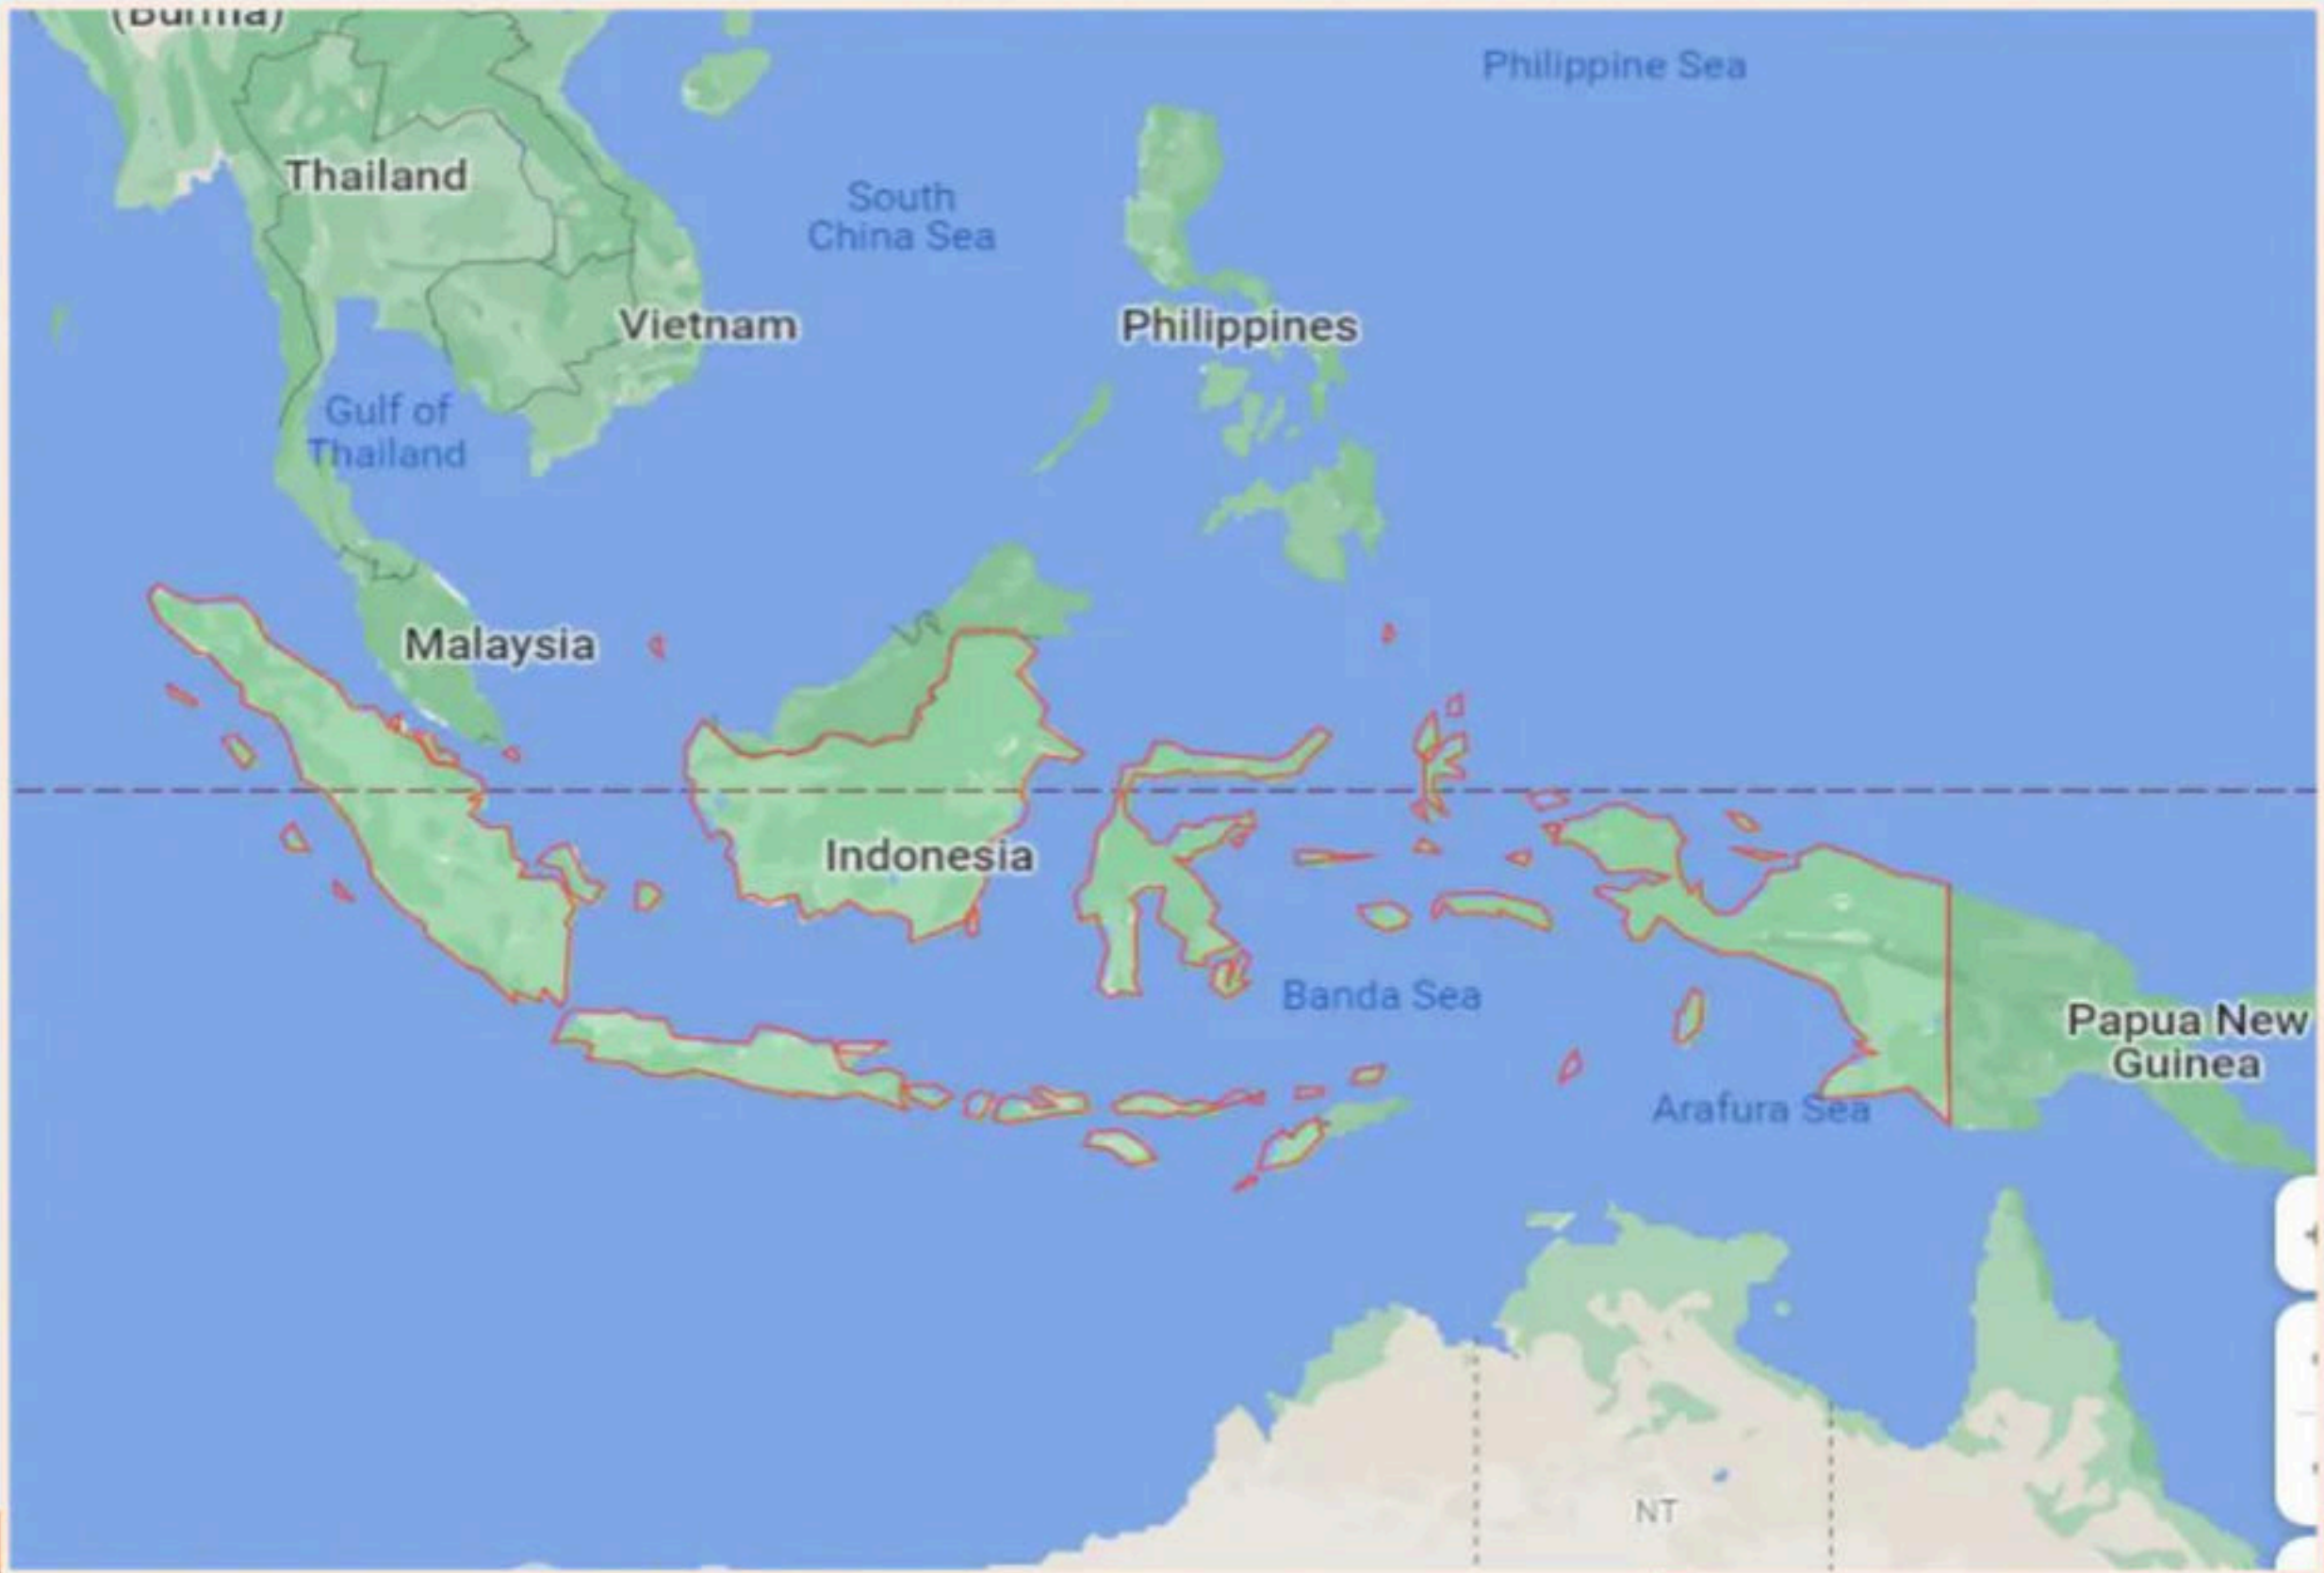 (Burma)
Philippine Sea
Thailand
South
China Sea
Vietnam
Philippines
Gulf of
Thailand
Malaysia
Indonesia
Banda Sea
Papua New
Guinea
Arafura Sea
NT